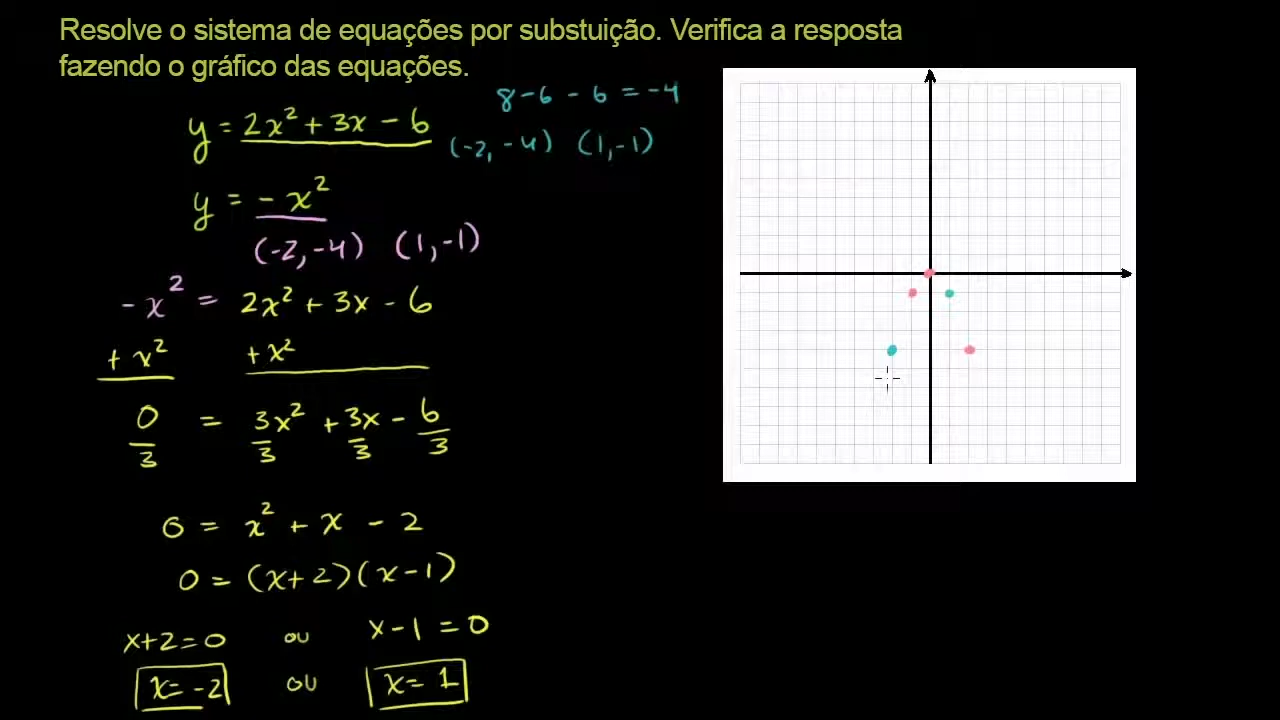 Resolve o sistema de equações por substuição. Verifica a resposta
fazendo o gráfico das equações.
8 - 6 - 6 = -4
y = 2x² + 3x - 6
(-2, -4) (1, -1)
y = - x²
(-2, -4) (1, -1)
- x² = 2x² + 3x - 6
+ x² + x²
0/3 = 3x²/3 + 3x/3 - 6/3
0 = x² + x - 2
0 = (x+2)(x-1)
x+2=0 ou x-1=0
x=-2 ou x=1